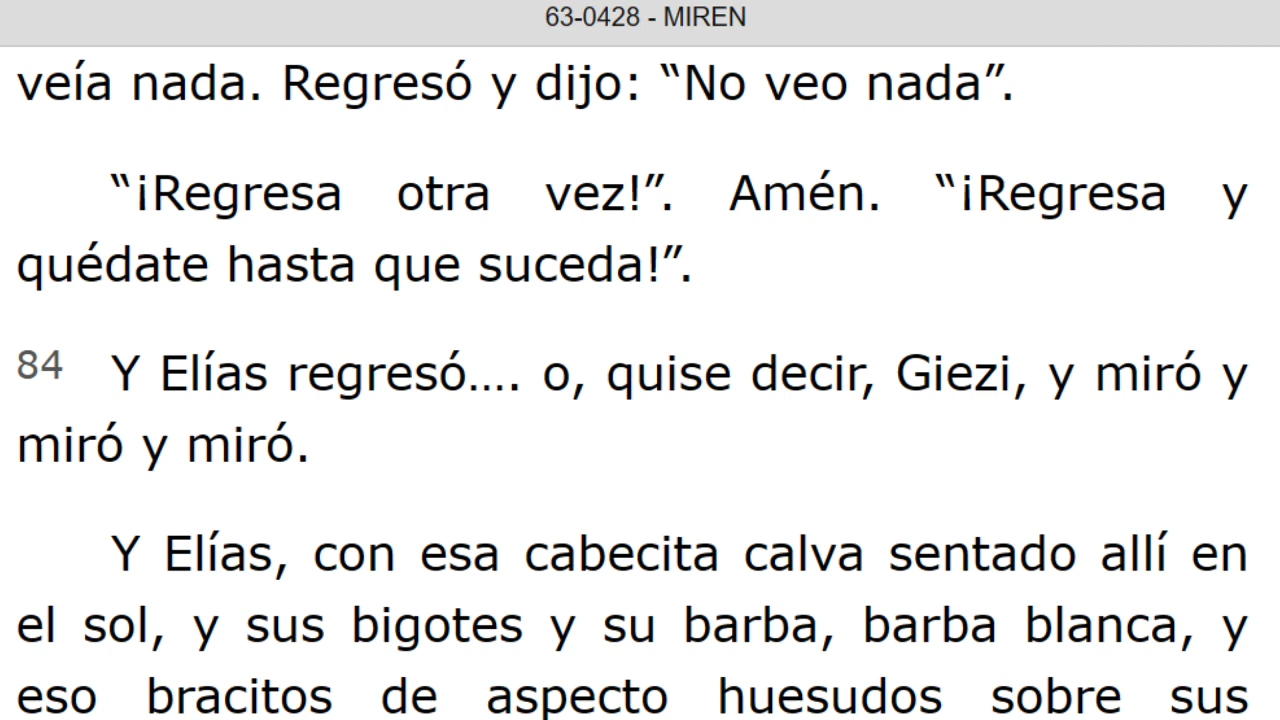 63-0428 - MIREN
veía nada. Regresó y dijo: “No veo nada”.
“¡Regresa otra vez!”. Amén. “¡Regresa y
quédate hasta que suceda!”.
84 Y Elías regresó…. o, quise decir, Giezi, y miró y
miró y miró.
Y Elías, con esa cabecita calva sentado allí en
el sol, y sus bigotes y su barba, barba blanca, y
eso bracitos de aspecto huesudos sobre sus